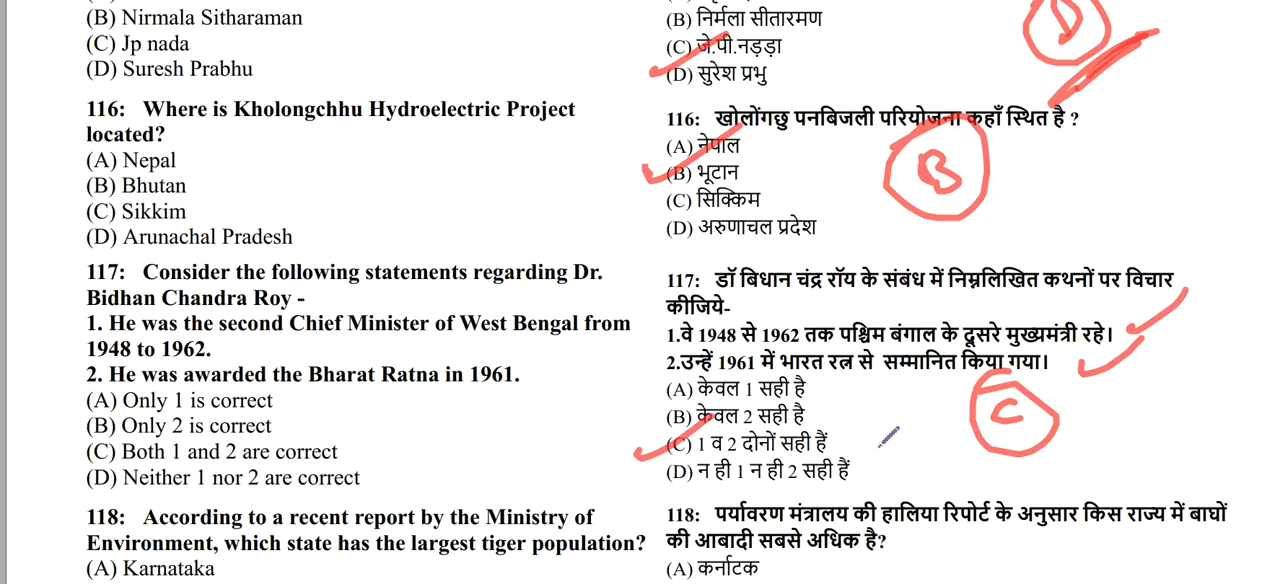 (B) Nirmala Sitharaman
(C) Jp nada
(D) Suresh Prabhu
116: Where is Kholongchhu Hydroelectric Project
located?
(A) Nepal
(B) Bhutan
(C) Sikkim
(D) Arunachal Pradesh
117: Consider the following statements regarding Dr.
Bidhan Chandra Roy -
1. He was the second Chief Minister of West Bengal from
1948 to 1962.
2. He was awarded the Bharat Ratna in 1961.
(A) Only 1 is correct
(B) Only 2 is correct
(C) Both 1 and 2 are correct
(D) Neither 1 nor 2 are correct
118: According to a recent report by the Ministry of
Environment, which state has the largest tiger population?
(A) Karnataka
(B) निर्मला सीतारमण
(C) जे.पी.नड्डा
(D) सुरेश प्रभु
D
116: खोलोंगछु पनबिजली परियोजना कहाँ स्थित है ?
(A) नेपाल
(B) भूटान
(C) सिक्किम
(D) अरुणाचल प्रदेश
B
117: डॉ बिधान चंद्र रॉय के संबंध में निम्नलिखित कथनों पर विचार
कीजिये-
1.वे 1948 से 1962 तक पश्चिम बंगाल के दूसरे मुख्यमंत्री रहे।
2.उन्हें 1961 में भारत रत्न से सम्मानित किया गया।
(A) केवल 1 सही है
(B) केवल 2 सही है
(C) 1 व 2 दोनों सही हैं
(D) न ही 1 न ही 2 सही हैं
C
118: पर्यावरण मंत्रालय की हालिया रिपोर्ट के अनुसार किस राज्य में बाघों
की आबादी सबसे अधिक है?
(A) कर्नाटक